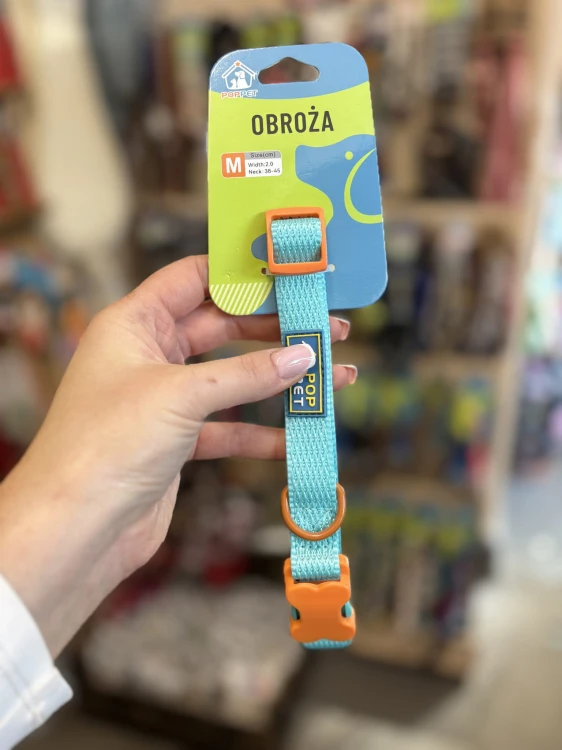 POPPET
OBROŻA
M
Size(cm)
Width:2.0
Neck: 38-45
POP
PET